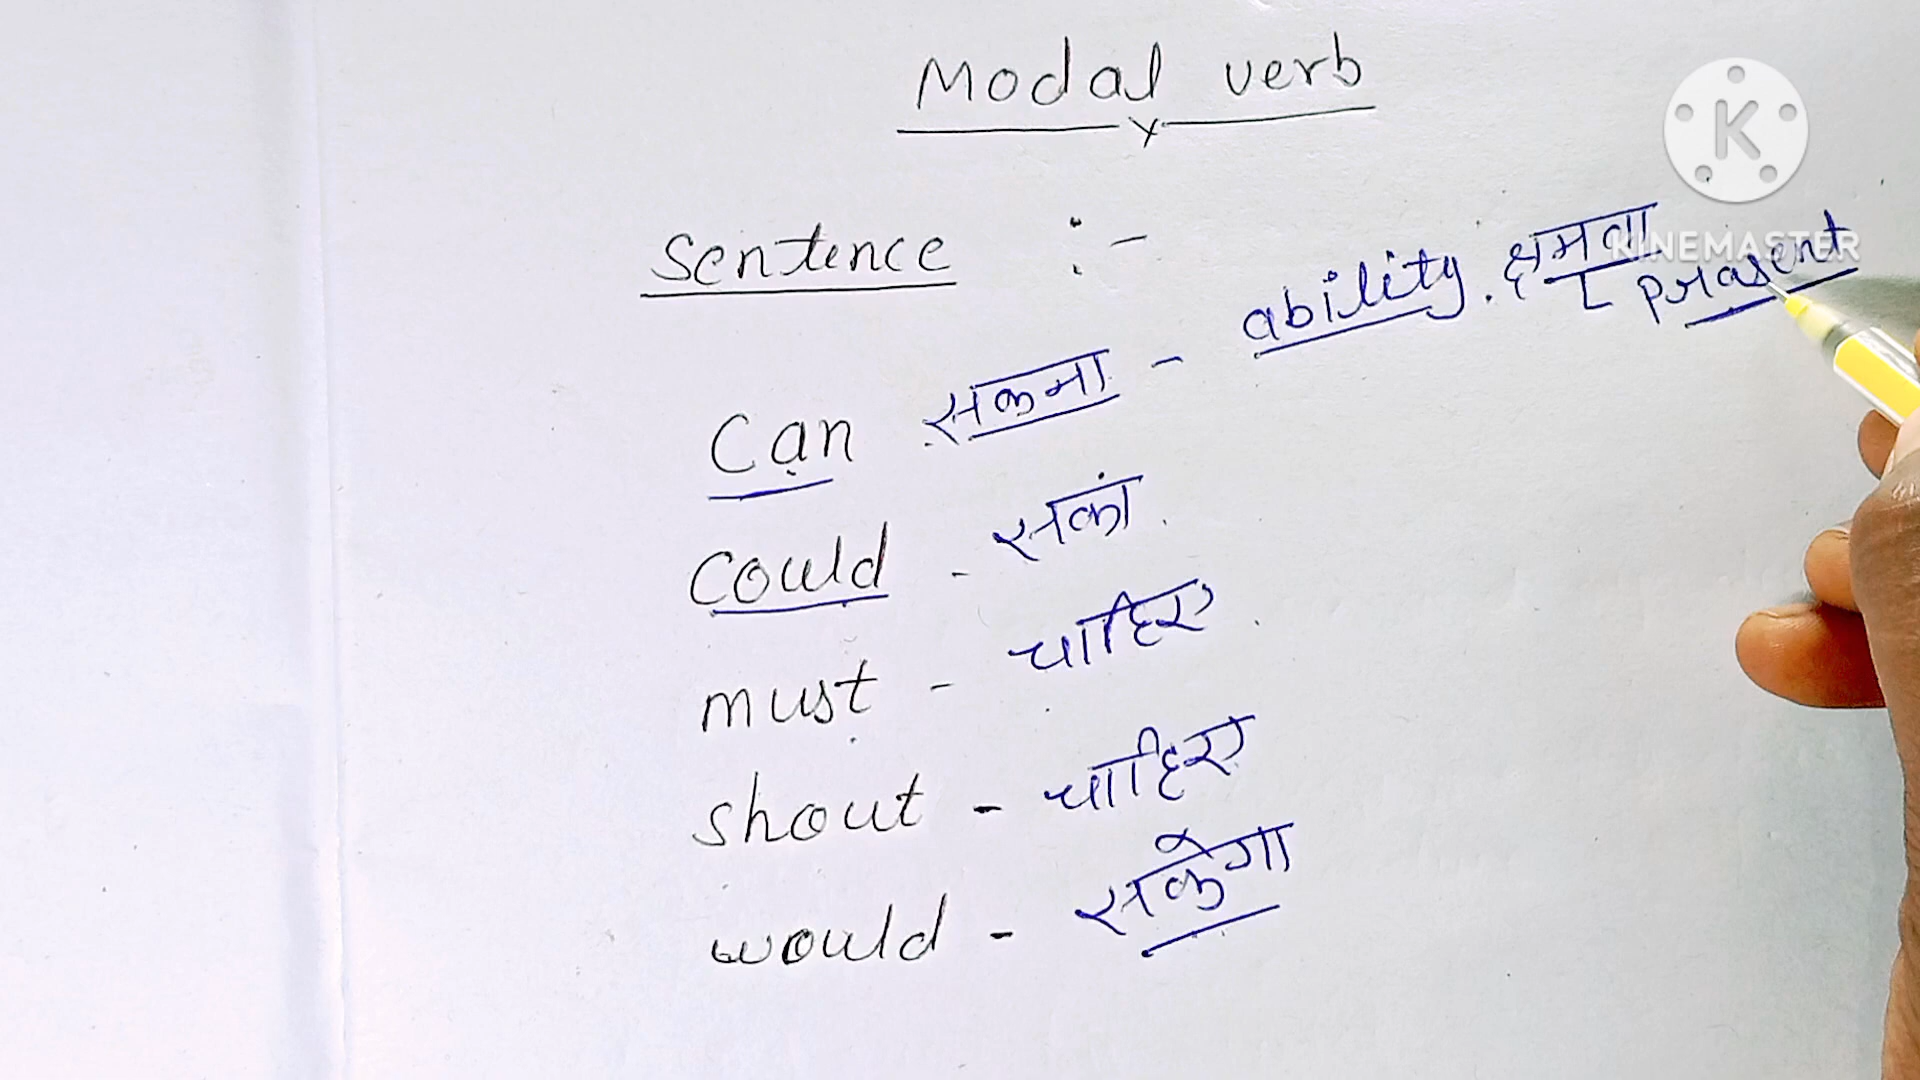 Modal verb
Sentence :-
Can सकना - ability. क्षमता [ prasent
Could - सकां.
must - चाहिए.
shout - चाहिए
would - सकेगा
K
KINEMASTER